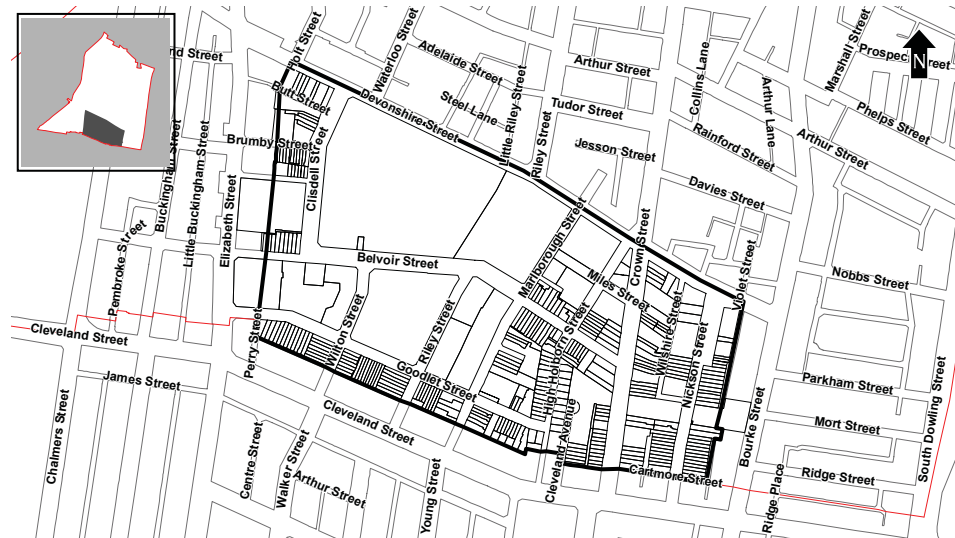 nd Street
Holt Street
Waterloo Street
Adelaide Street
Arthur Street
Collins Lane
Marshall Street
Prospect Street
N
Butt Street
Devonshire Street
Steel Lane
Little Riley Street
Tudor Street
Arthur Lane
Phelps Street
Brumby Street
Riley Street
Jesson Street
Rainford Street
Arthur Street
Buckingham Street
Little Buckingham Street
Elizabeth Street
Clisdell Street
Davies Street
Pembroke Street
Belvoir Street
Marlborough Street
Crown Street
Miles Street
Violet Street
Nobbs Street
Cleveland Street
Perry Street
Wilton Street
Riley Street
High Holborn Street
Wilshire Street
Nickson Street
James Street
Goodlet Street
Parkham Street
South Dowling Street
Chalmers Street
Cleveland Street
Cleveland Avenue
Bourke Street
Mort Street
Centre Street
Walker Street
Arthur Street
Young Street
Cartmore Street
Ridge Place
Ridge Street